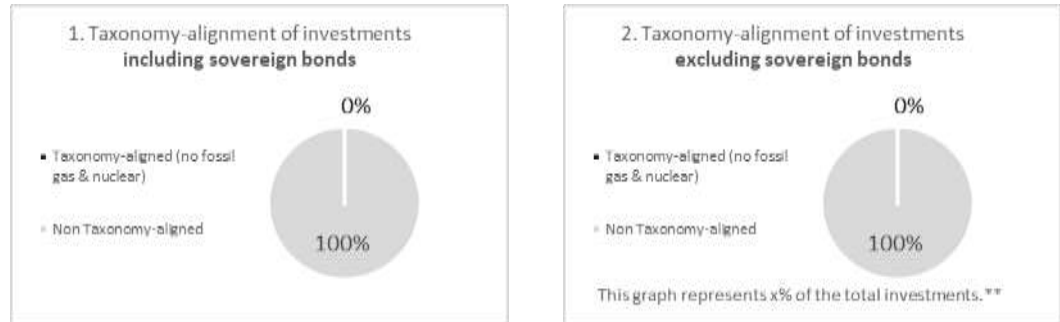 1. Taxonomy-alignment of investments
including sovereign bonds
0%
Taxonomy-aligned (no fossil
gas & nuclear)
Non Taxonomy-aligned
100%
2. Taxonomy-alignment of investments
excluding sovereign bonds
0%
Taxonomy-aligned (no fossil
gas & nuclear)
Non Taxonomy-aligned
100%
This graph represents x% of the total investments.**